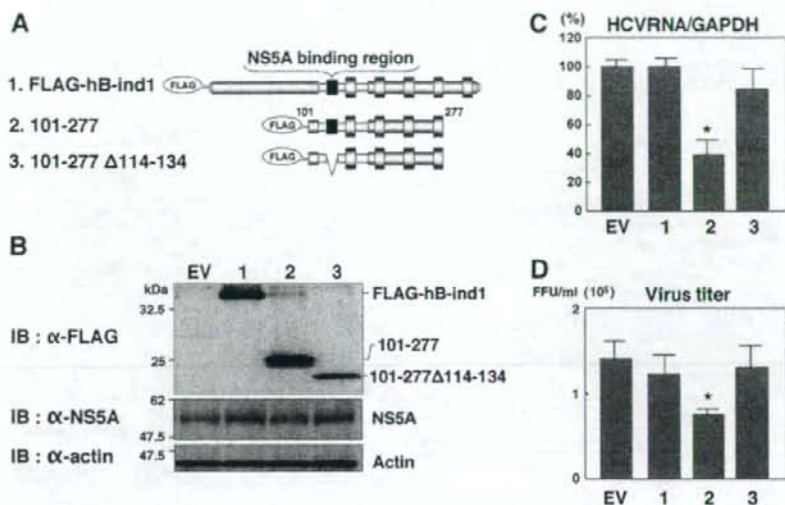 A
NS5A binding region
1. FLAG-hB-ind1
FLAG
101
277
2. 101-277
FLAG
3. 101-277 Δ114-134
FLAG
B
EV 1 2 3
kDa
32.5
FLAG-hB-ind1
IB : α-FLAG
101-277
25
101-277Δ114-134
62
IB : α-NS5A
NS5A
47.5
IB : α-actin
47.5
Actin
C
(%)
HCVRNA/GAPDH
120
100
80
60
40
20
0
*
EV 1 2 3
D
FFU/ml (10⁵)
Virus titer
2
1
0
*
EV 1 2 3